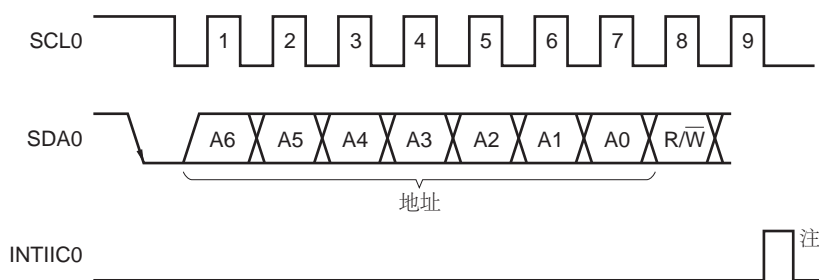 SCL0 1 2 3 4 5 6 7 8 9
SDA0 A6 A5 A4 A3 A2 A1 A0 R/W̅
地址
INTIIC0 注